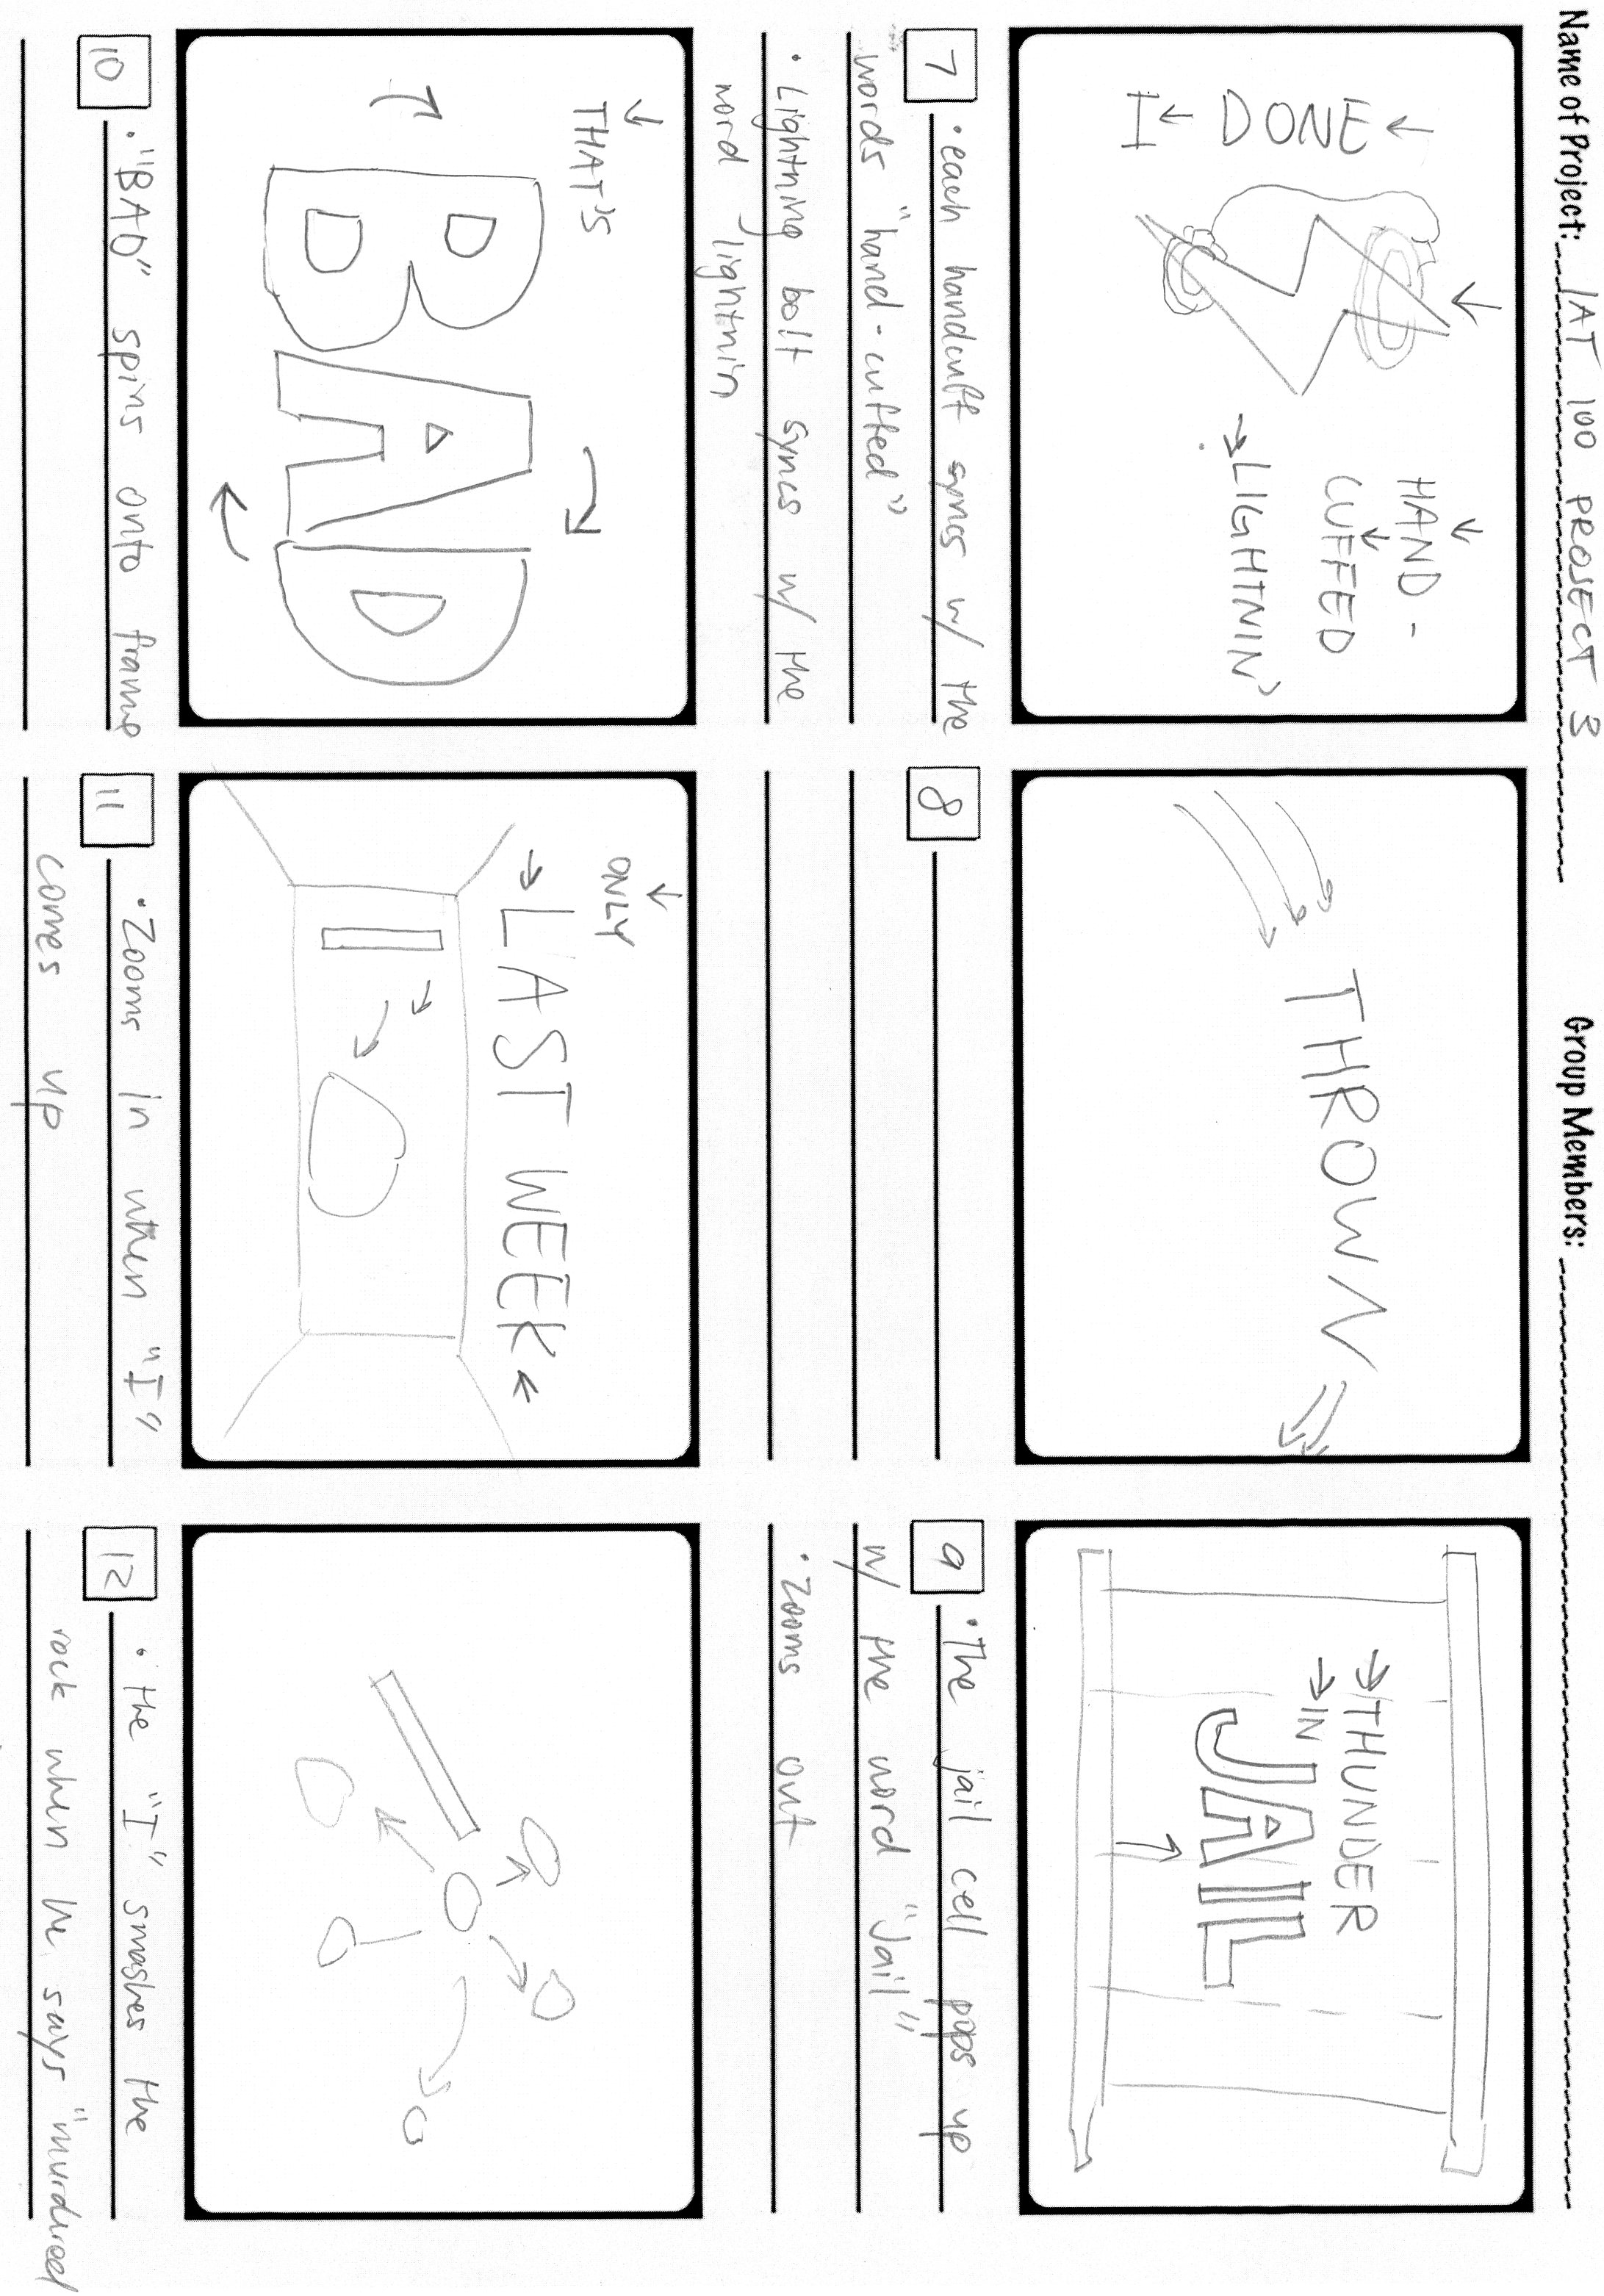 Name of Project: IAT 100 PROJECT 3
Group Members:
I DONE
HAND -
CUFFED
LIGHTNIN'
THROWN
THUNDER
IN
JAIL
7
• each handcuff syncs w/ the
words "hand-cuffed"
• Lightning bolt syncs w/ the
word lightnin
8
9
• The jail cell pops up
w/ the word "Jail"
• Zooms out
THAT'S
BAD
ONLY
LAST WEEK
I
10
• "BAD" spins onto frame
11
• Zooms in when "I"
comes up
12
• the "I" smashes the
rock when he says "murdered